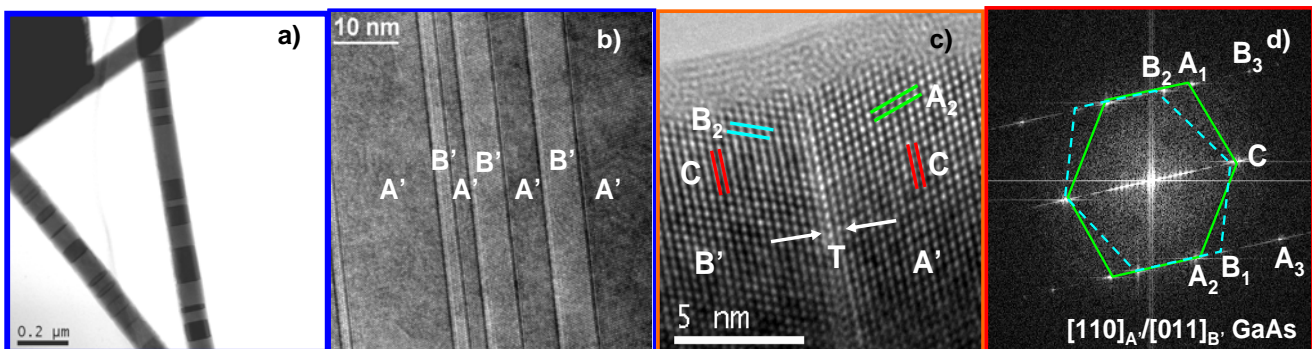 a)
0.2 μm
10 nm
b)
B' B' B'
A' A' A' A'
c)
B₂ A₂
C C
T
B' A'
5 nm
d)
B₂ A₁ B₃
C
A₂ B₁ A₃
[110]A'/[011]B' GaAs